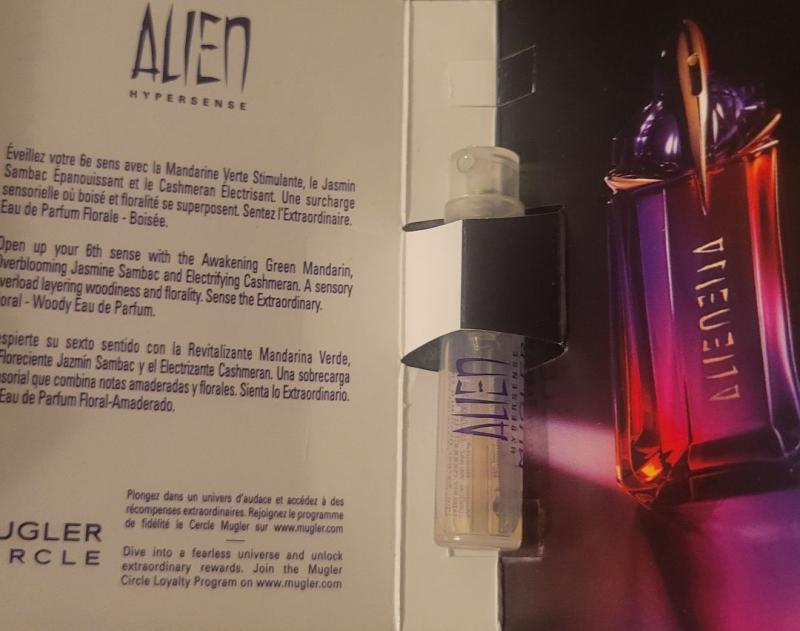 ALIEN
HYPERSENSE
Éveillez votre 6e sens avec la Mandarine Verte Stimulante, le Jasmin
Sambac Épanouissant et le Cashmeran Électrisant. Une surcharge
sensorielle où boisé et floralité se superposent. Sentez l'Extraordinaire.
Eau de Parfum Florale - Boisée.
Open up your 6th sense with the Awakening Green Mandarin,
Overblooming Jasmine Sambac and Electrifying Cashmeran. A sensory
verload layering woodiness and florality. Sense the Extraordinary.
oral - Woody Eau de Parfum.
espierte su sexto sentido con la Revitalizante Mandarina Verde,
Floreciente Jazmín Sambac y el Electrizante Cashmeran. Una sobrecarga
sorial que combina notas amaderadas y florales. Sienta lo Extraordinario.
Eau de Parfum Floral-Amaderado.
Plongez dans un univers d'audace et accédez à des
récompenses extraordinaires. Rejoignez le programme
de fidélité le Cercle Mugler sur www.mugler.com
Dive into a fearless universe and unlock
extraordinary rewards. Join the Mugler
Circle Loyalty Program on www.mugler.com
UGLER
RCLE
ALIEN
HYPERSENSE
MUGLER